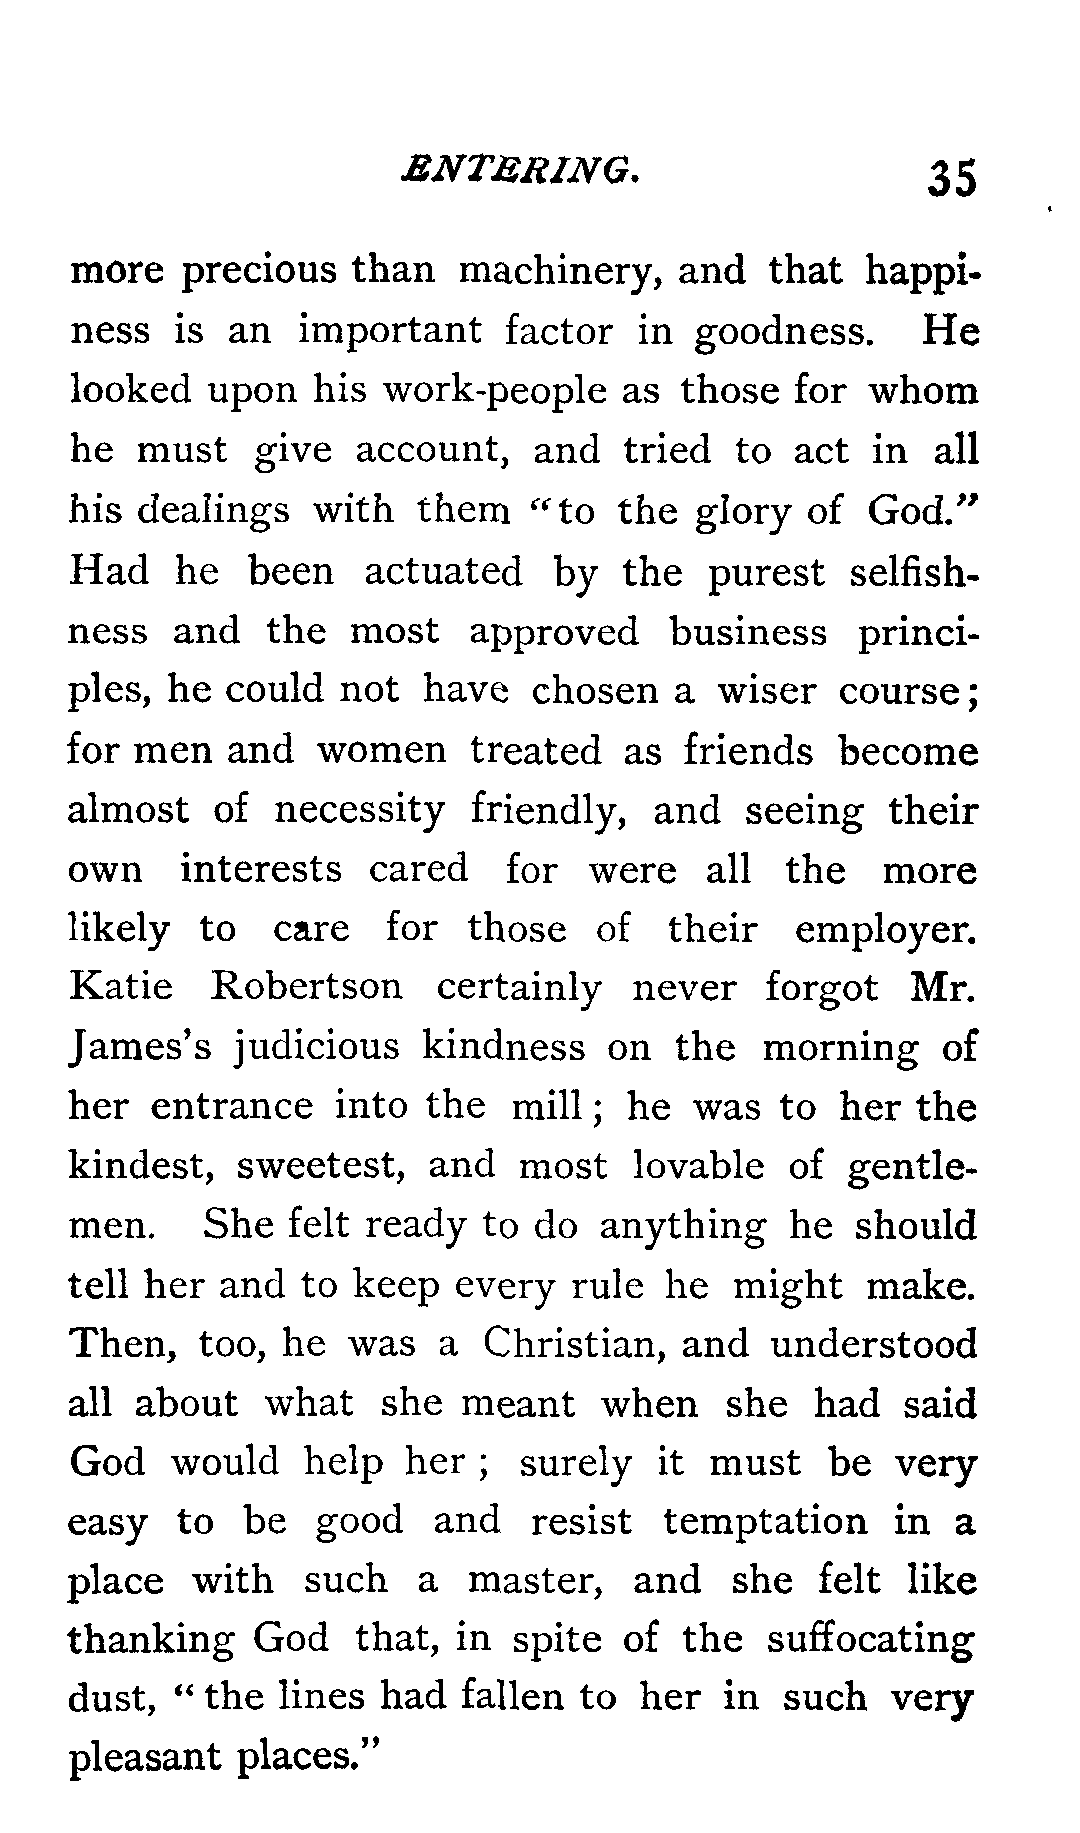 ENTERING. 35
more precious than machinery, and that happi-
ness is an important factor in goodness. He
looked upon his work-people as those for whom
he must give account, and tried to act in all
his dealings with them "to the glory of God."
Had he been actuated by the purest selfish-
ness and the most approved business princi-
ples, he could not have chosen a wiser course;
for men and women treated as friends become
almost of necessity friendly, and seeing their
own interests cared for were all the more
likely to care for those of their employer.
Katie Robertson certainly never forgot Mr.
James's judicious kindness on the morning of
her entrance into the mill; he was to her the
kindest, sweetest, and most lovable of gentle-
men. She felt ready to do anything he should
tell her and to keep every rule he might make.
Then, too, he was a Christian, and understood
all about what she meant when she had said
God would help her; surely it must be very
easy to be good and resist temptation in a
place with such a master, and she felt like
thanking God that, in spite of the suffocating
dust, "the lines had fallen to her in such very
pleasant places."